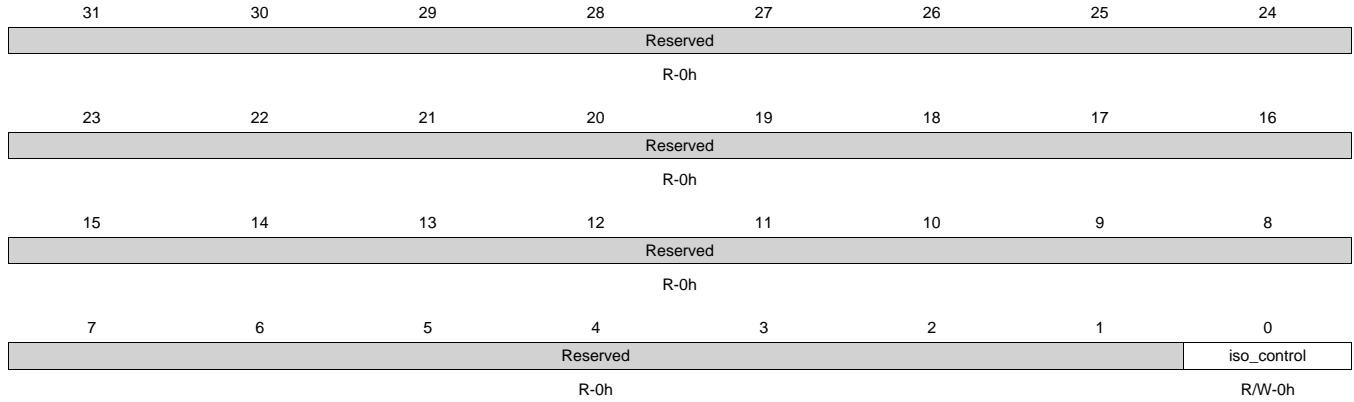 31 30 29 28 27 26 25 24
Reserved
R-0h
23 22 21 20 19 18 17 16
Reserved
R-0h
15 14 13 12 11 10 9 8
Reserved
R-0h
7 6 5 4 3 2 1 0
Reserved iso_control
R-0h R/W-0h